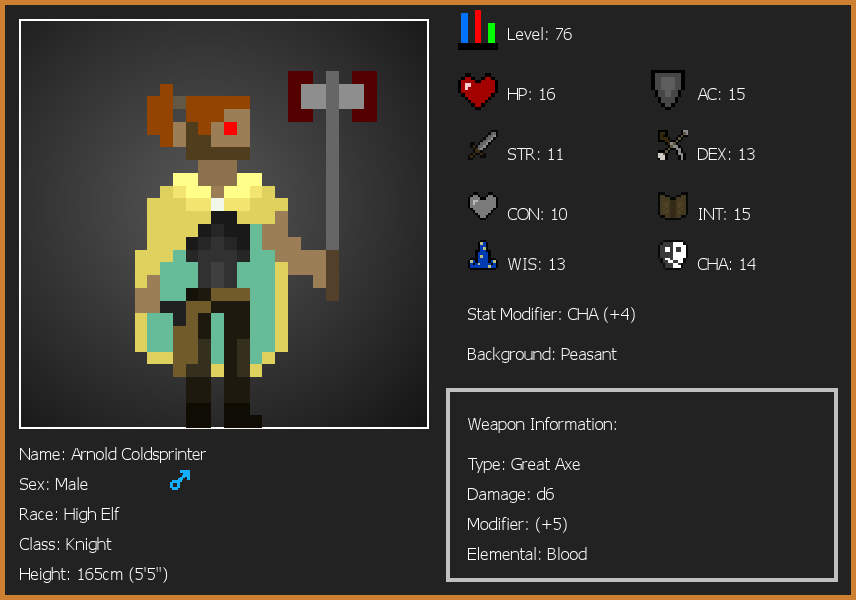 Level: 76
HP: 16
AC: 15
STR: 11
DEX: 13
CON: 10
INT: 15
WIS: 13
CHA: 14
Stat Modifier: CHA (+4)
Background: Peasant
Weapon Information:
Type: Great Axe
Damage: d6
Modifier: (+5)
Elemental: Blood
Name: Arnold Coldsprinter
Sex: Male
Race: High Elf
Class: Knight
Height: 165cm (5'5")